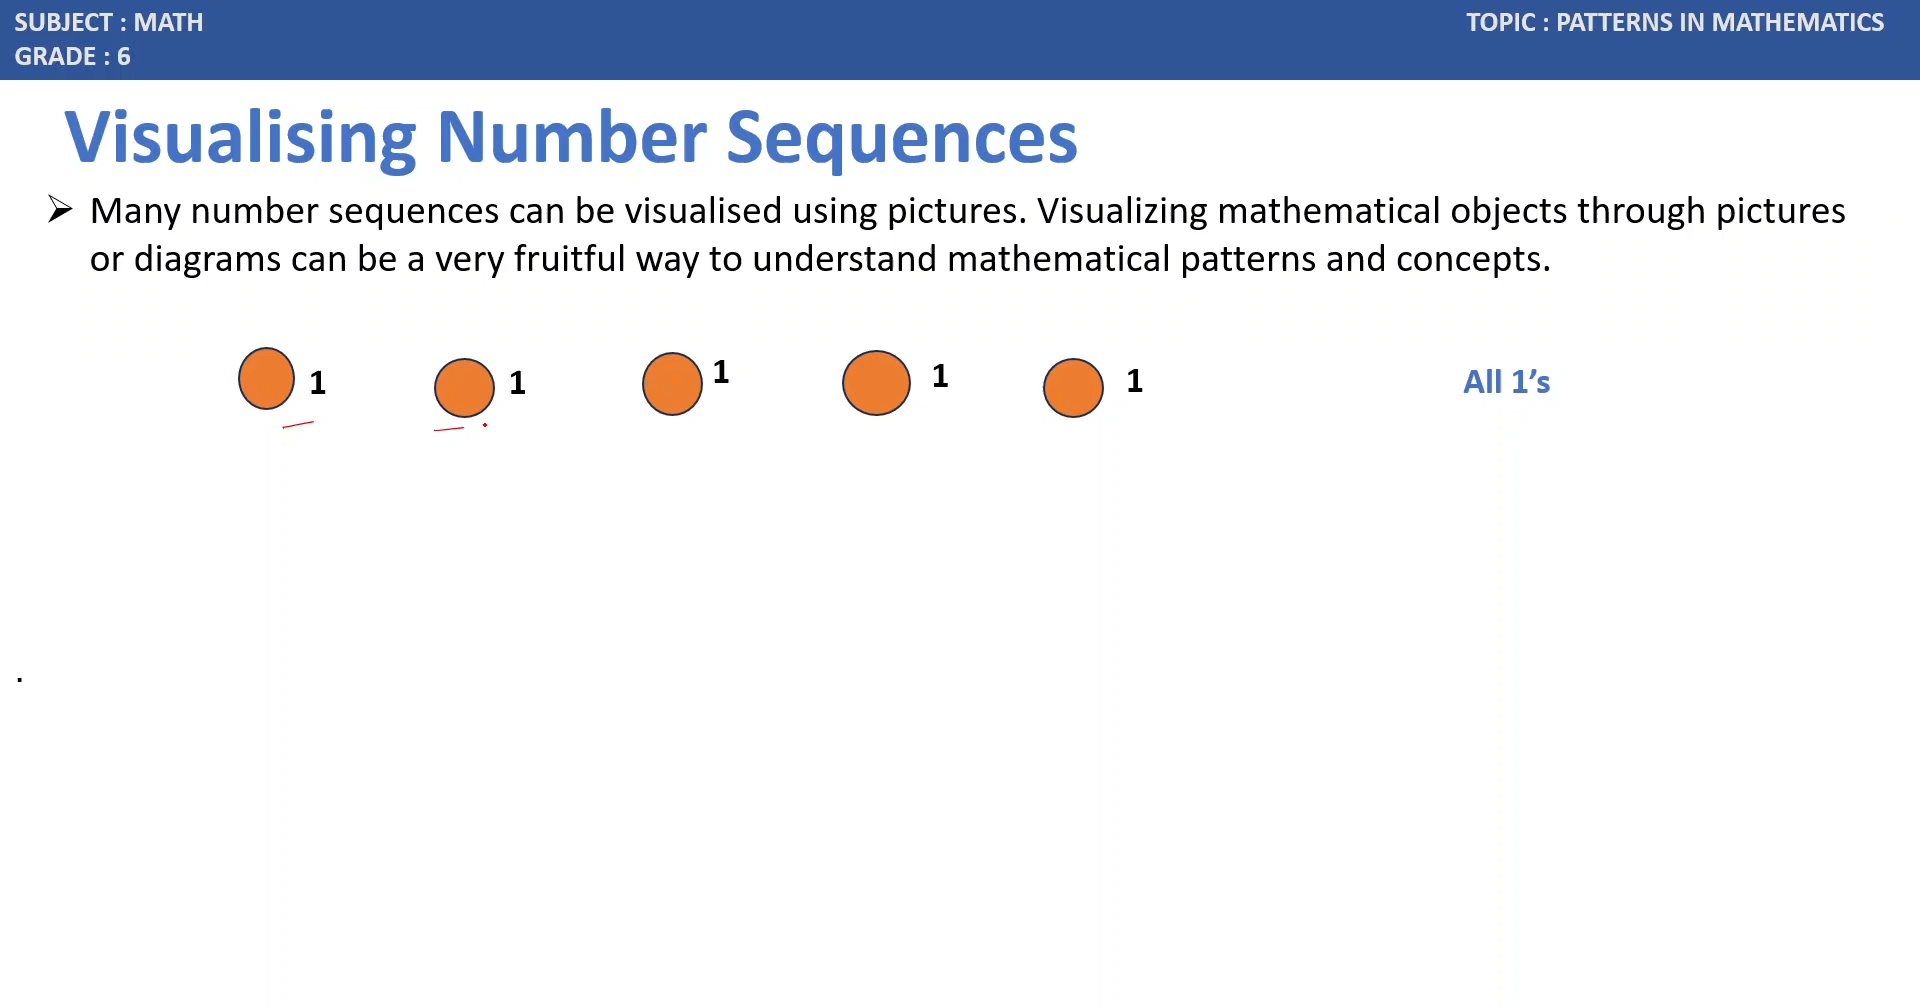 SUBJECT : MATH
TOPIC : PATTERNS IN MATHEMATICS
GRADE : 6
Visualising Number Sequences
➢ Many number sequences can be visualised using pictures. Visualizing mathematical objects through pictures
or diagrams can be a very fruitful way to understand mathematical patterns and concepts.
1 1 1 1 1 All 1’s
.